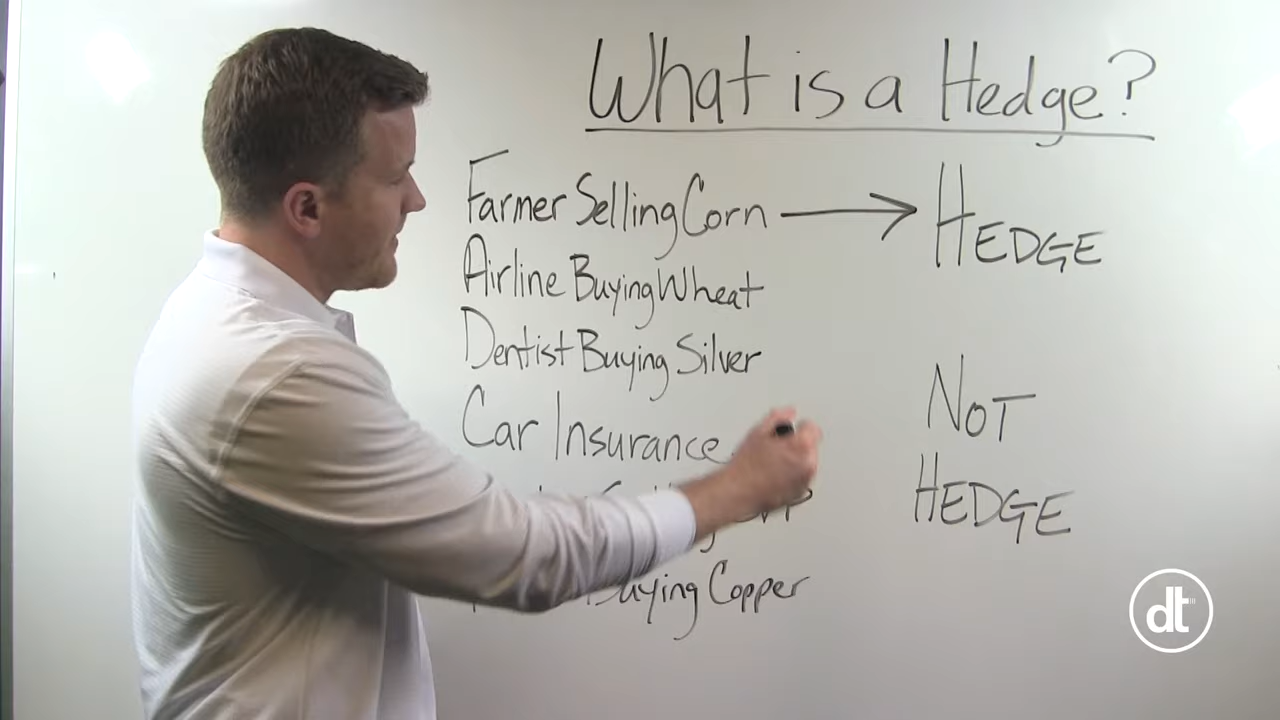 What is a Hedge?
Farmer Selling Corn
HEDGE
Airline Buying Wheat
Dentist Buying Silver
Car Insurance
NOT
HEDGE
Buying Copper
dt